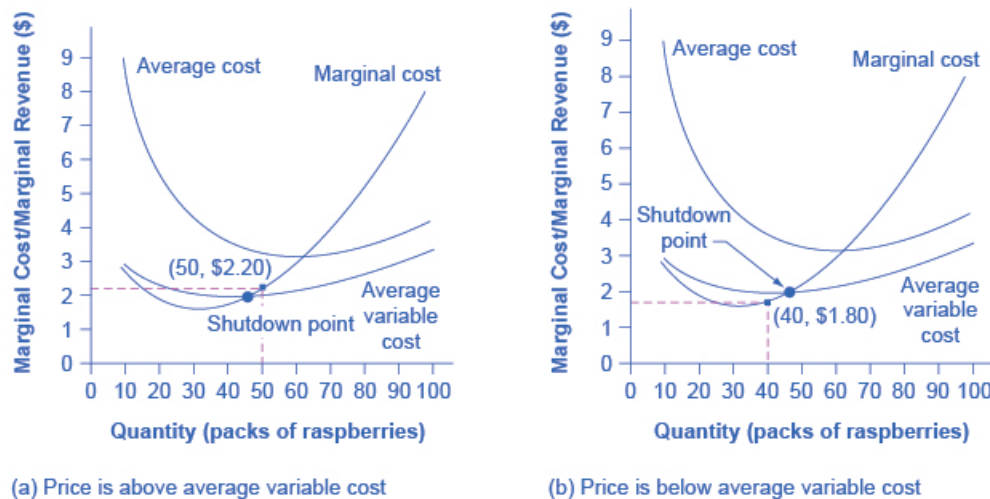 Marginal Cost/Marginal Revenue ($)
9
8
7
6
5
4
3
2
1
0
Average cost
Marginal cost
(50, $2.20)
Shutdown point
Average
variable
cost
0 10 20 30 40 50 60 70 80 90 100
Quantity (packs of raspberries)
(a) Price is above average variable cost
Marginal Cost/Marginal Revenue ($)
9
8
7
6
5
4
3
2
1
0
Average cost
Marginal cost
Shutdown
point
(40, $1.80)
Average
variable
cost
0 10 20 30 40 50 60 70 80 90 100
Quantity (packs of raspberries)
(b) Price is below average variable cost